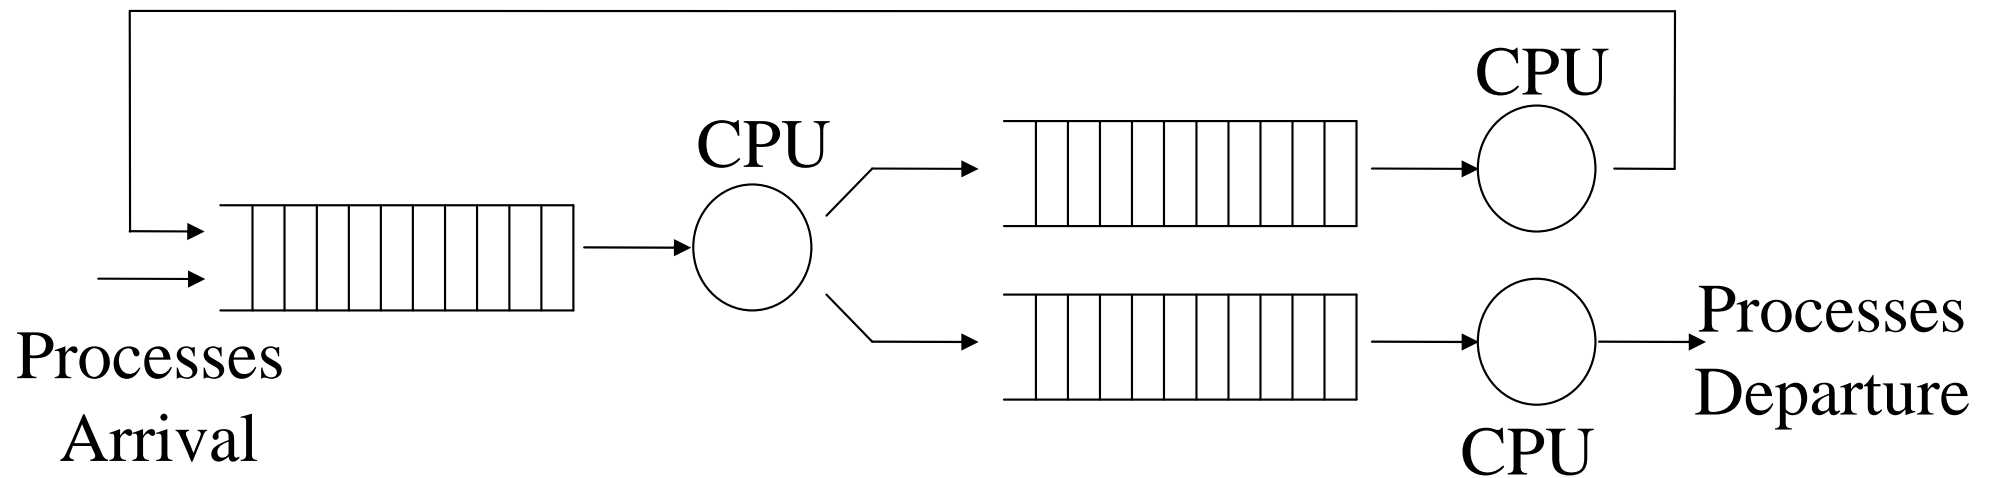 CPU
CPU
Processes
Arrival
Processes
Departure
CPU